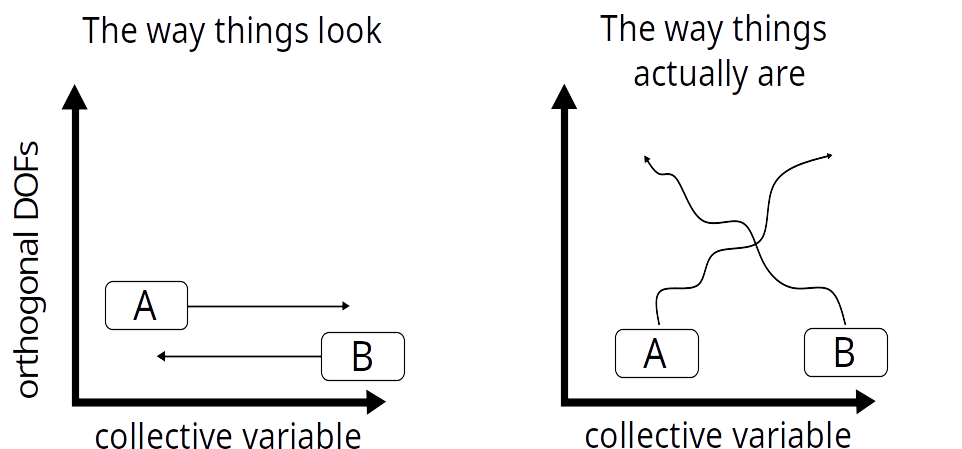 The way things look
orthogonal DOFs
A
B
collective variable
The way things
actually are
A
B
collective variable